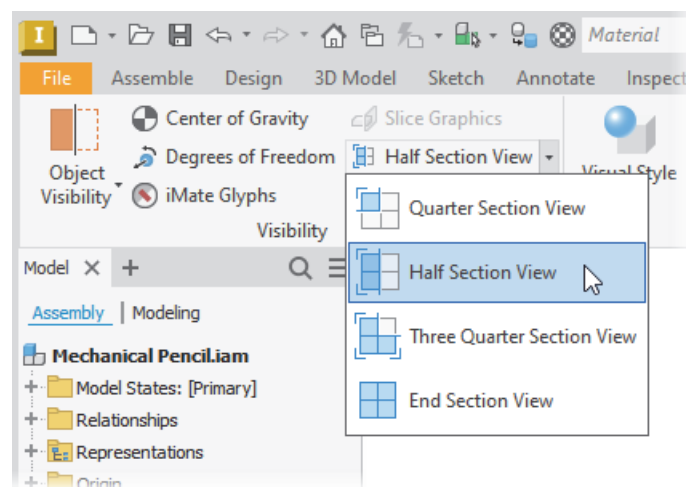 I
Material
File Assemble Design 3D Model Sketch Annotate Inspect
Center of Gravity Slice Graphics
Object Visibility
Degrees of Freedom Half Section View
Visual Style
iMate Glyphs
Visibility
Quarter Section View
Half Section View
Three Quarter Section View
End Section View
Model
Assembly | Modeling
Mechanical Pencil.iam
Model States: [Primary]
Relationships
Representations
Origin